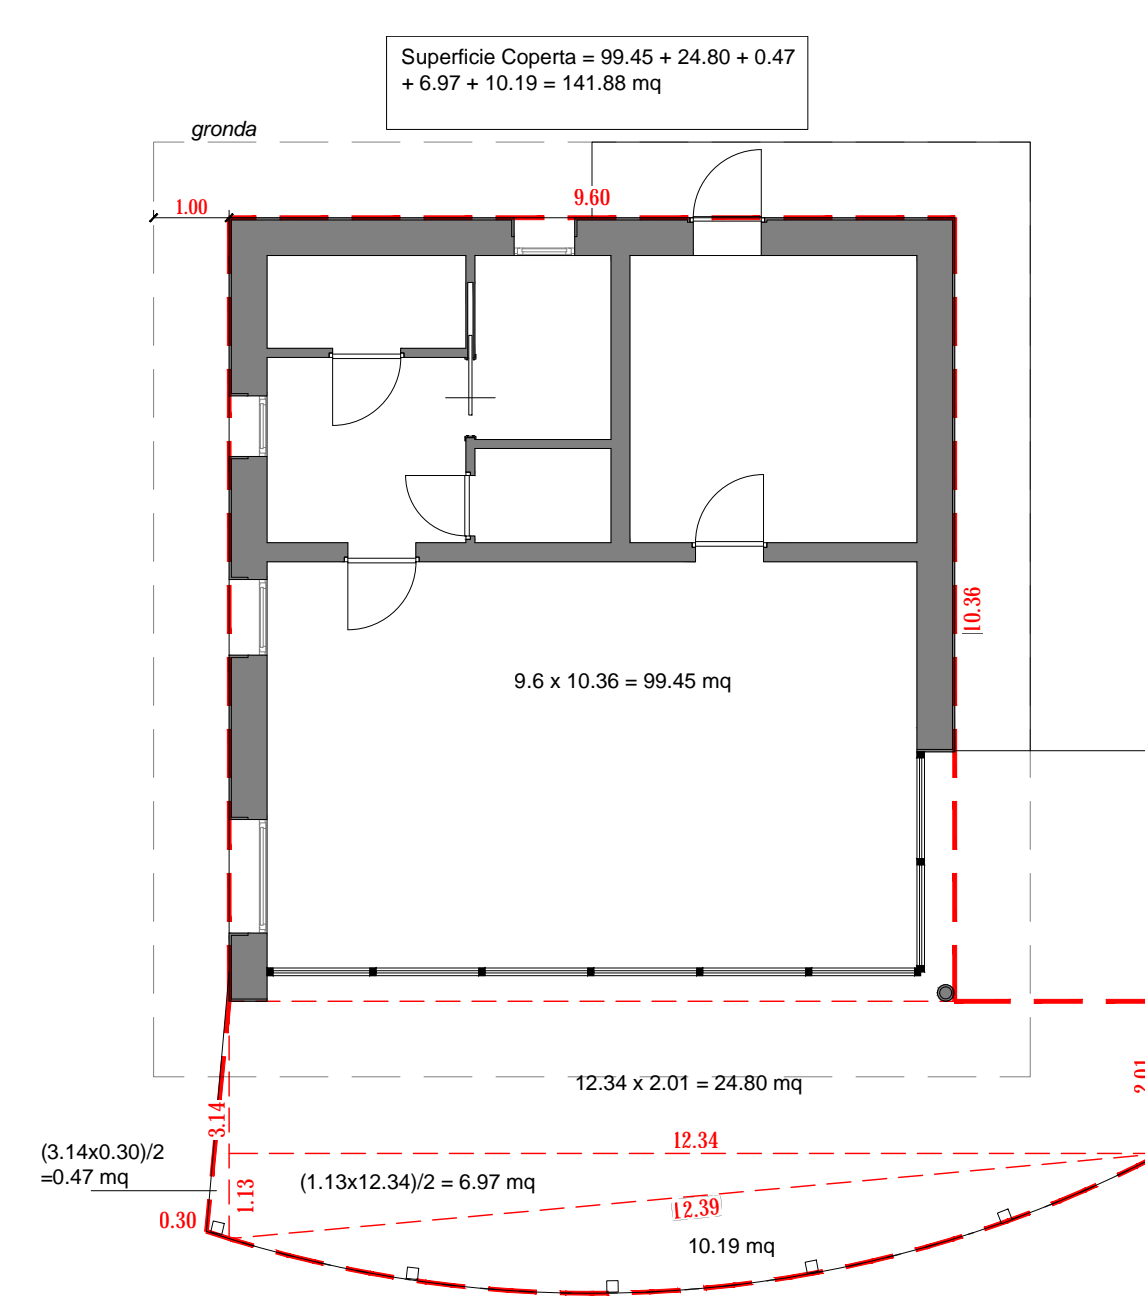 Superficie Coperta = 99.45 + 24.80 + 0.47
+ 6.97 + 10.19 = 141.88 mq
gronda
1.00
9.60
10.36
9.6 x 10.36 = 99.45 mq
12.34 x 2.01 = 24.80 mq
2.01
3.14
12.34
(3.14x0.30)/2
=0.47 mq
1.13
(1.13x12.34)/2 = 6.97 mq
0.30
12.39
10.19 mq